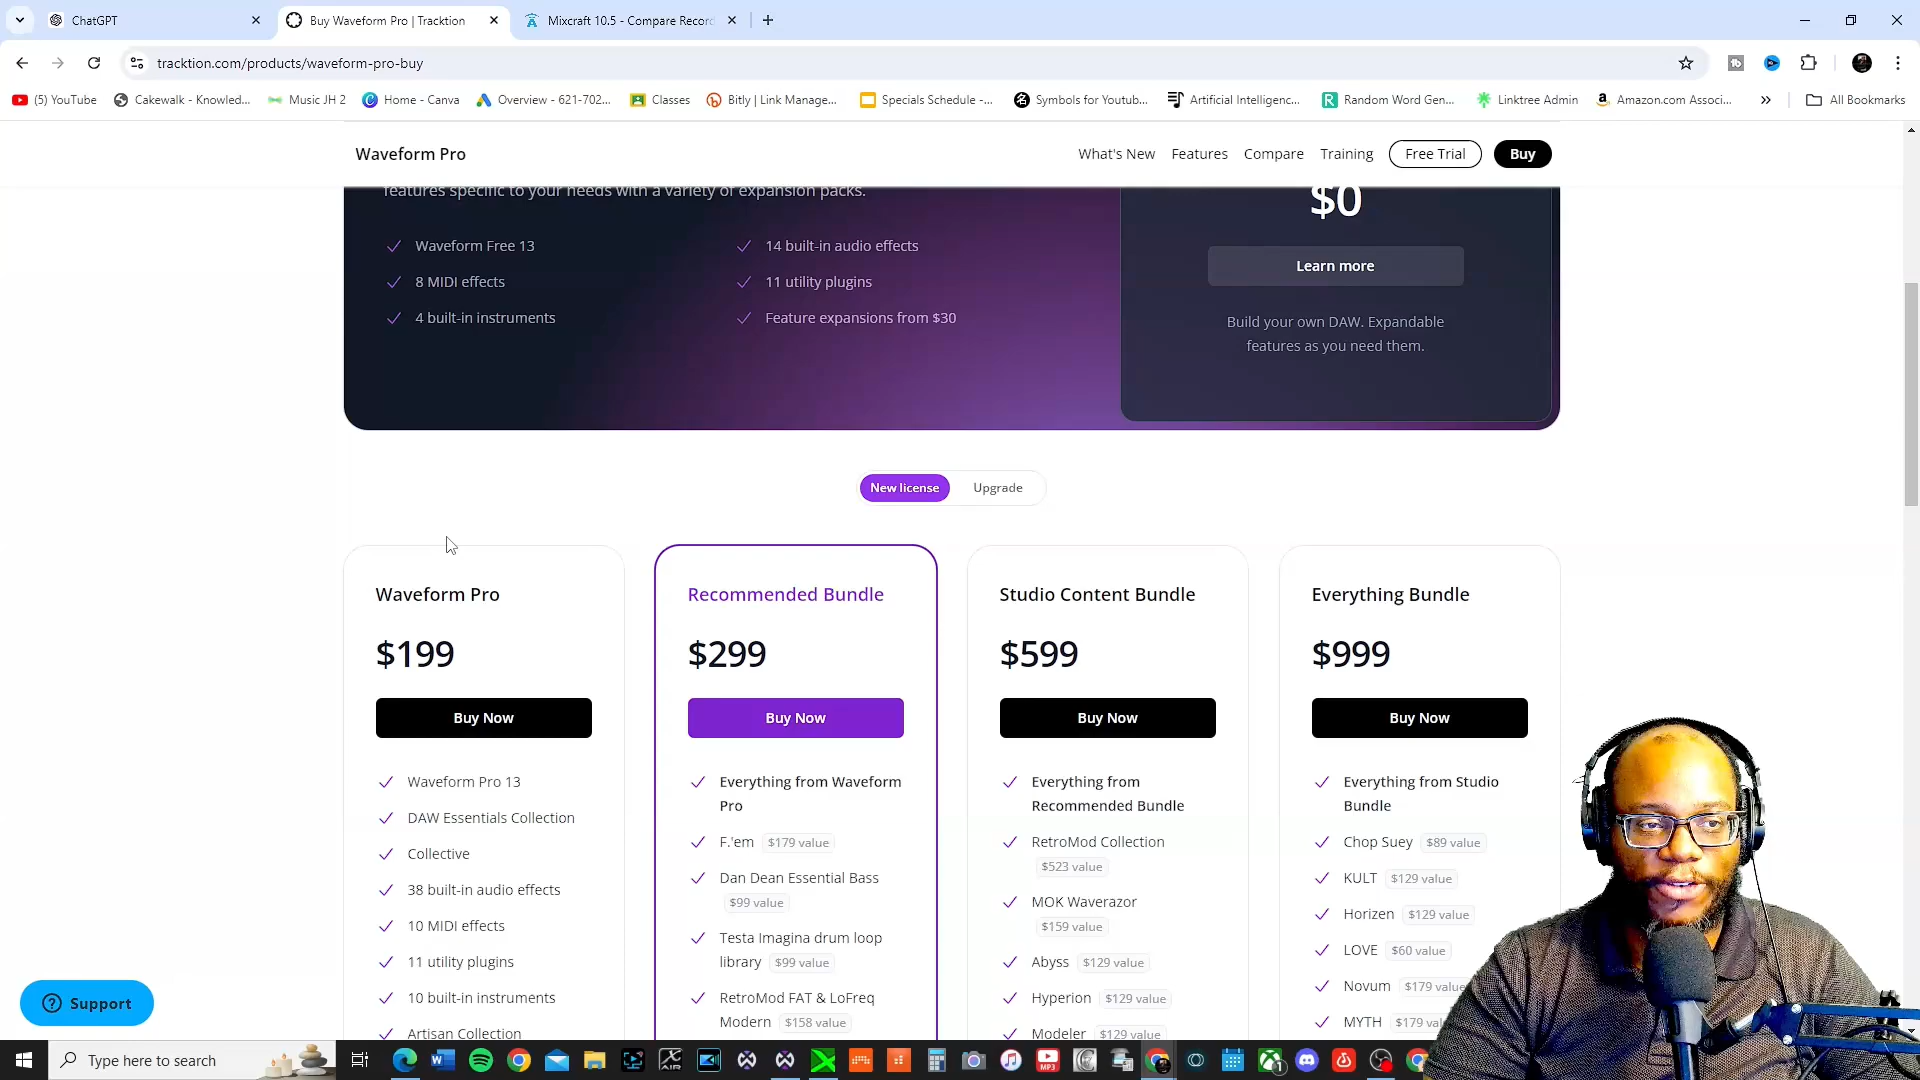 ChatGPT
Buy Waveform Pro | Tracktion
Mixcraft 10.5 - Compare Record
tracktion.com/products/waveform-pro-buy
(5) YouTube
Cakewalk - Knowled...
Music JH 2
Home - Canva
Overview - 621-702...
Classes
Bitly | Link Manage...
Specials Schedule -...
Symbols for Youtub...
Artificial Intelligenc...
Random Word Gen...
Linktree Admin
Amazon.com Associ...
All Bookmarks
Waveform Pro
What's New
Features
Compare
Training
Free Trial
Buy
features specific to your needs with a variety of expansion packs.
Waveform Free 13
8 MIDI effects
4 built-in instruments
14 built-in audio effects
11 utility plugins
Feature expansions from $30
$0
Learn more
Build your own DAW. Expandable
features as you need them.
New license
Upgrade
Waveform Pro
$199
Buy Now
Waveform Pro 13
DAW Essentials Collection
Collective
38 built-in audio effects
10 MIDI effects
11 utility plugins
10 built-in instruments
Artisan Collection
Recommended Bundle
$299
Buy Now
Everything from Waveform
Pro
F.'em $179 value
Dan Dean Essential Bass
$99 value
Testa Imagina drum loop
library $99 value
RetroMod FAT & LoFreq
Modern $158 value
Studio Content Bundle
$599
Buy Now
Everything from
Recommended Bundle
RetroMod Collection
$523 value
MOK Waverazor
$159 value
Abyss $129 value
Hyperion $129 value
Modeler $129 value
Everything Bundle
$999
Buy Now
Everything from Studio
Bundle
Chop Suey $89 value
KULT $129 value
Horizen $129 value
LOVE $60 value
Novum $179 value
MYTH $179
Support
Type here to search